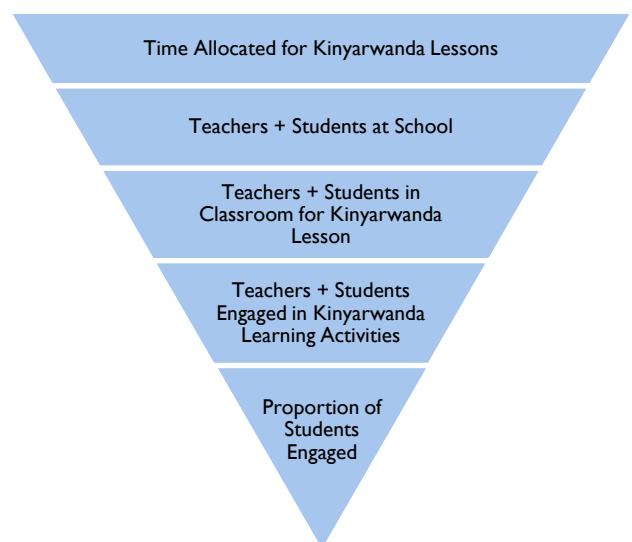 Time Allocated for Kinyarwanda Lessons
Teachers + Students at School
Teachers + Students in
Classroom for Kinyarwanda
Lesson
Teachers + Students
Engaged in Kinyarwanda
Learning Activities
Proportion of
Students
Engaged